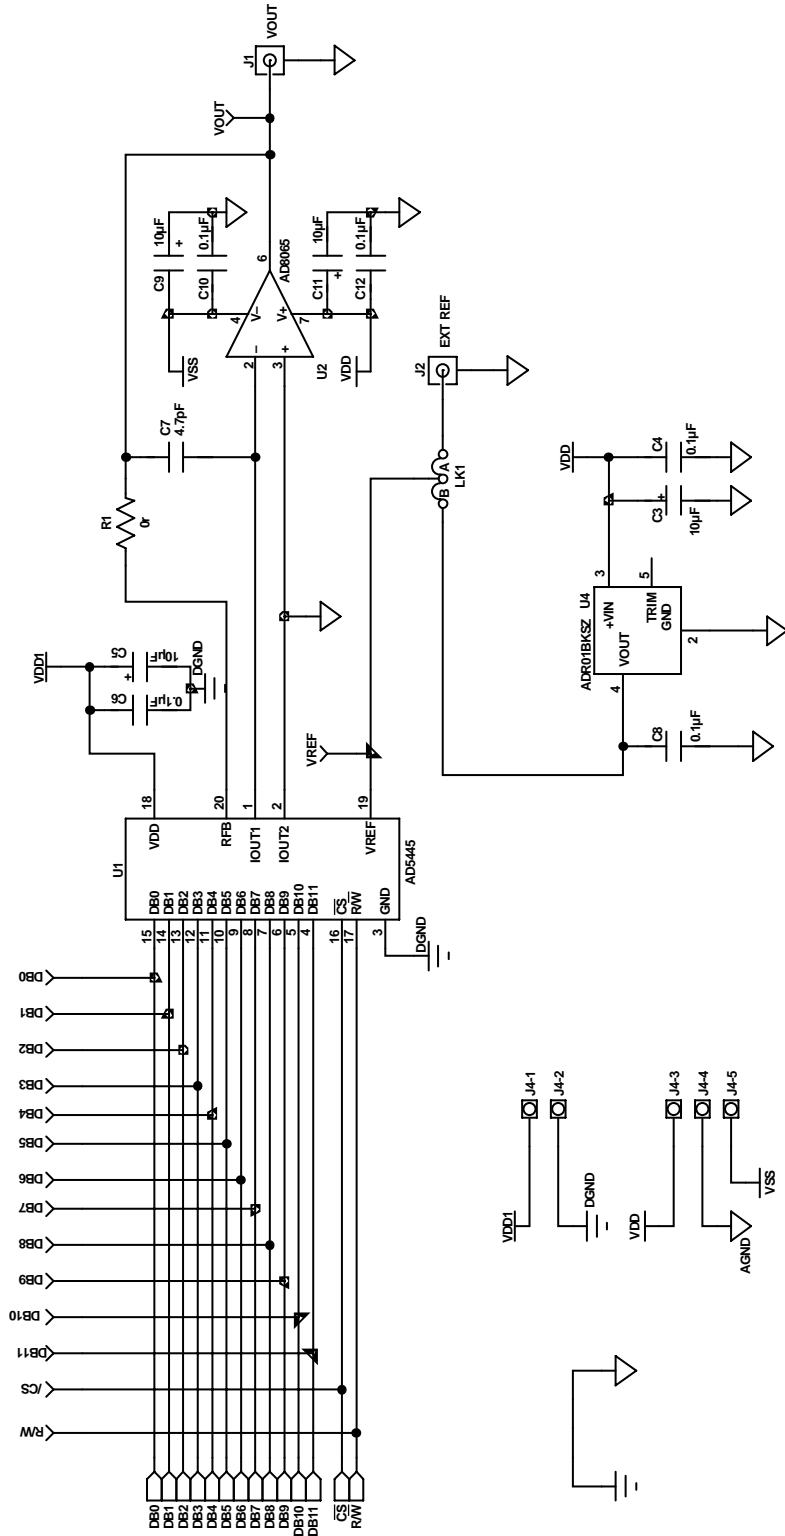 J1
VOUT
VOUT
C9
10µF
+
C10
0.1µF
VSS
4
V–
2
–
3
+
6
AD8065
V+
7
U2
VDD
C11
10µF
+
C12
0.1µF
C7
4.7pF
R1
0r
J2
EXT REF
A
B
LK1
VDD
C4
0.1µF
C3
+
10µF
3
+VIN
U4
5
TRIM
GND
ADR01BKSZ
VOUT
4
2
C8
0.1µF
VDD1
C5
+
10µF
C6
0.1µF
DGND
VREF
18
20
1
2
19
U1
VDD
RFB
IOUT1
IOUT2
VREF
AD5445
DB0
DB1
DB2
DB3
DB4
DB5
DB6
DB7
DB8
DB9
DB10
DB11
CS
R/W
GND
15
14
13
12
11
10
9
8
7
6
5
4
16
17
3
DGND
DB0
DB1
DB2
DB3
DB4
DB5
DB6
DB7
DB8
DB9
DB10
DB11
/CS
R/W
DB0
DB1
DB2
DB3
DB4
DB5
DB6
DB7
DB8
DB9
DB10
DB11
CS
R/W
J4-1
J4-2
J4-3
J4-4
J4-5
VDD1
DGND
VDD
AGND
VSS